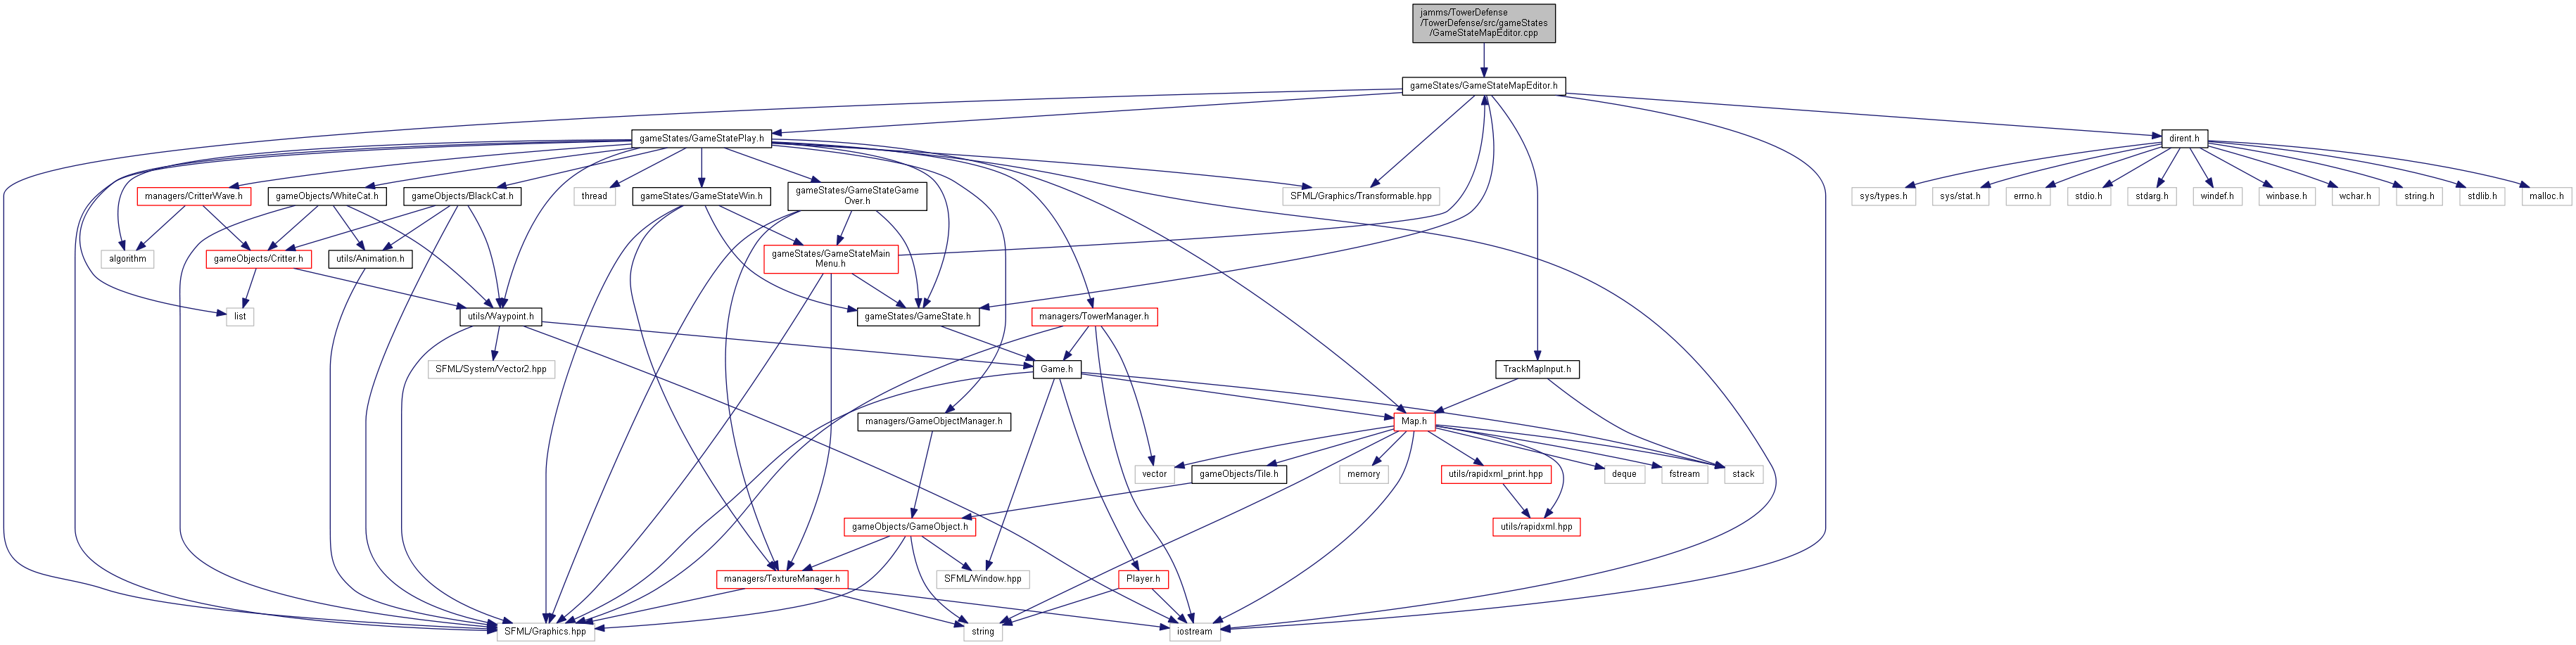 jamms/TowerDefense
/TowerDefense/src/gameStates
/GameStateMapEditor.cpp
gameStates/GameStateMapEditor.h
gameStates/GameStatePlay.h
dirent.h
managers/CritterWave.h
gameObjects/WhiteCat.h
gameObjects/BlackCat.h
thread
gameStates/GameStateWin.h
gameStates/GameStateGame
Over.h
SFML/Graphics/Transformable.hpp
sys/types.h
sys/stat.h
errno.h
stdio.h
stdarg.h
windef.h
winbase.h
wchar.h
string.h
stdlib.h
malloc.h
algorithm
gameObjects/Critter.h
utils/Animation.h
gameStates/GameStateMain
Menu.h
list
utils/Waypoint.h
gameStates/GameState.h
managers/TowerManager.h
SFML/System/Vector2.hpp
Game.h
TrackMapInput.h
managers/GameObjectManager.h
Map.h
vector
gameObjects/Tile.h
memory
utils/rapidxml_print.hpp
deque
fstream
stack
gameObjects/GameObject.h
utils/rapidxml.hpp
managers/TextureManager.h
SFML/Window.hpp
Player.h
SFML/Graphics.hpp
string
iostream